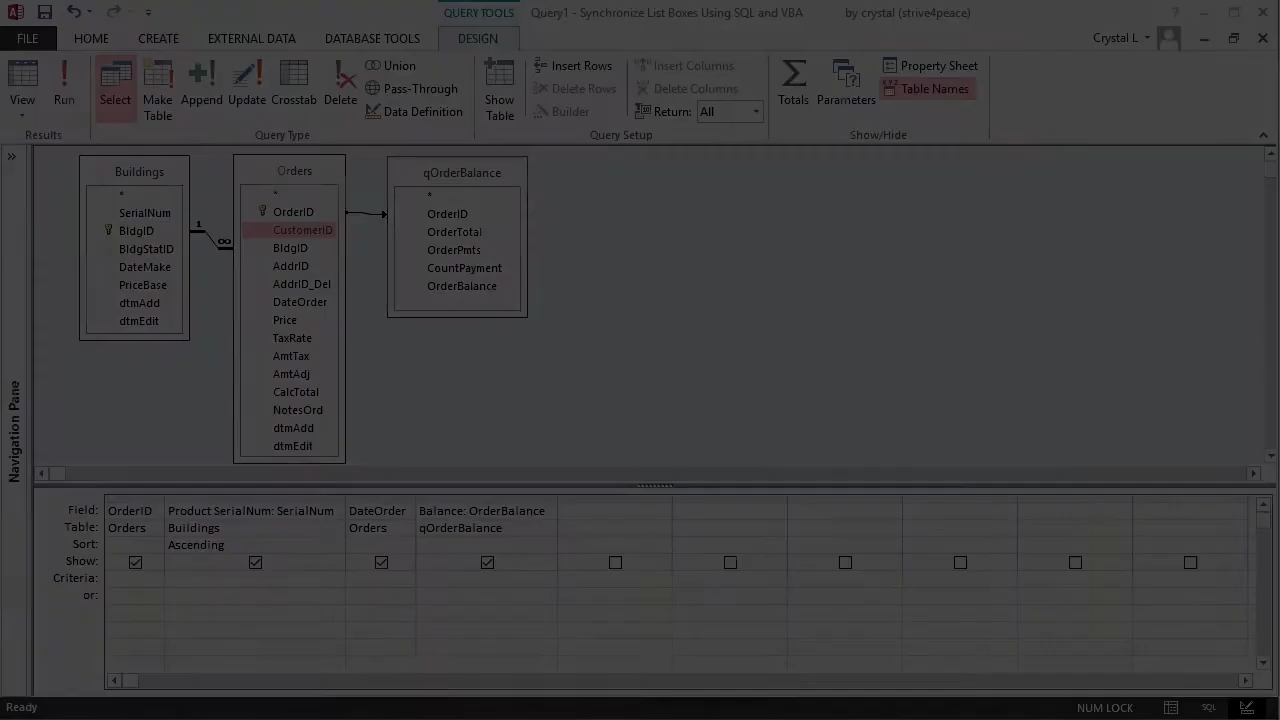 QUERY TOOLS
Query1 - Synchronize List Boxes Using SQL and VBA by crystal (strive4peace)
FILE HOME CREATE EXTERNAL DATA DATABASE TOOLS DESIGN Crystal L
View
Run
Select
Make Table
Append
Update
Crosstab
Delete
Union
Pass-Through
Data Definition
Show Table
Insert Rows
Delete Rows
Builder
Insert Columns
Delete Columns
Return: All
Totals
Parameters
Property Sheet
Table Names
Results Query Type Query Setup Show/Hide
Navigation Pane
Buildings
*
SerialNum
BldgID
BldgStatID
DateMake
PriceBase
dtmAdd
dtmEdit
1
∞
Orders
*
OrderID
CustomerID
BldgID
AddrID
AddrID_Del
DateOrder
Price
TaxRate
AmtTax
AmtAdj
CalcTotal
NotesOrd
dtmAdd
dtmEdit
qOrderBalance
*
OrderID
OrderTotal
OrderPmts
CountPayment
OrderBalance
Field: OrderID Product SerialNum: SerialNum DateOrder Balance: OrderBalance
Table: Orders Buildings Orders qOrderBalance
Sort: Ascending
Show:
Criteria:
or:
Ready NUM LOCK SQL